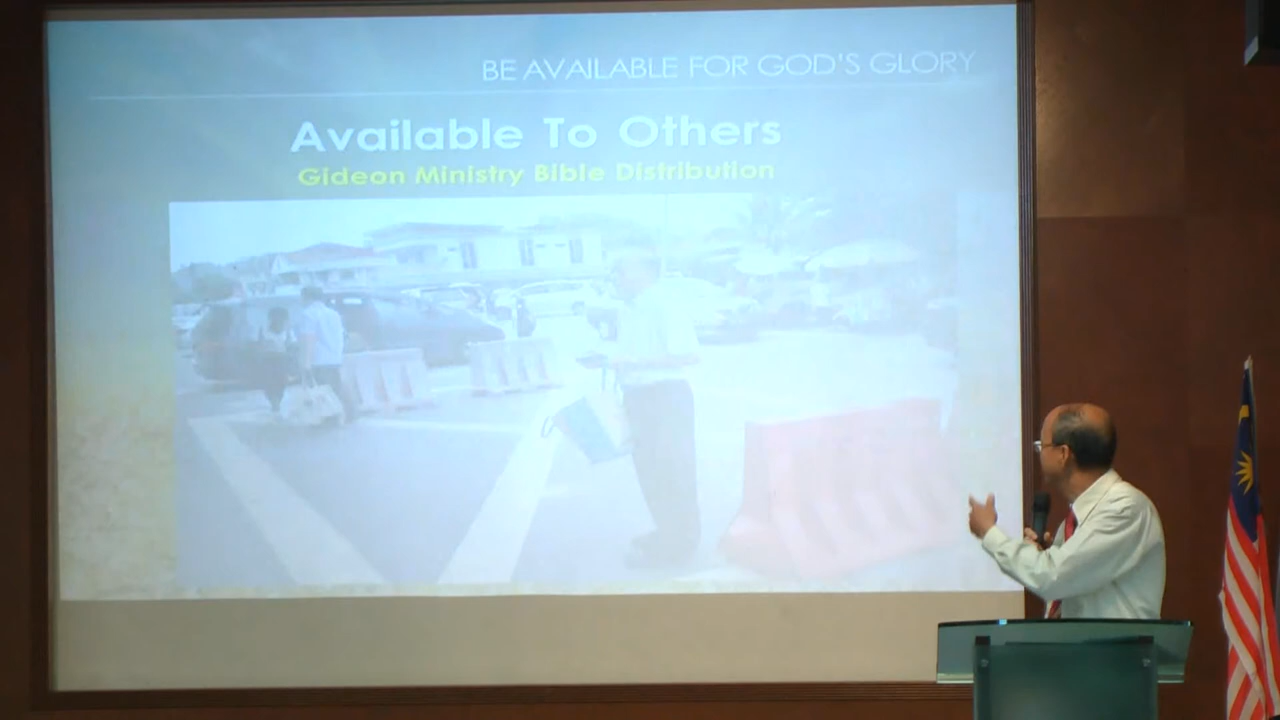 BE AVAILABLE FOR GOD'S GLORY
Available To Others
Gideon Ministry Bible Distribution